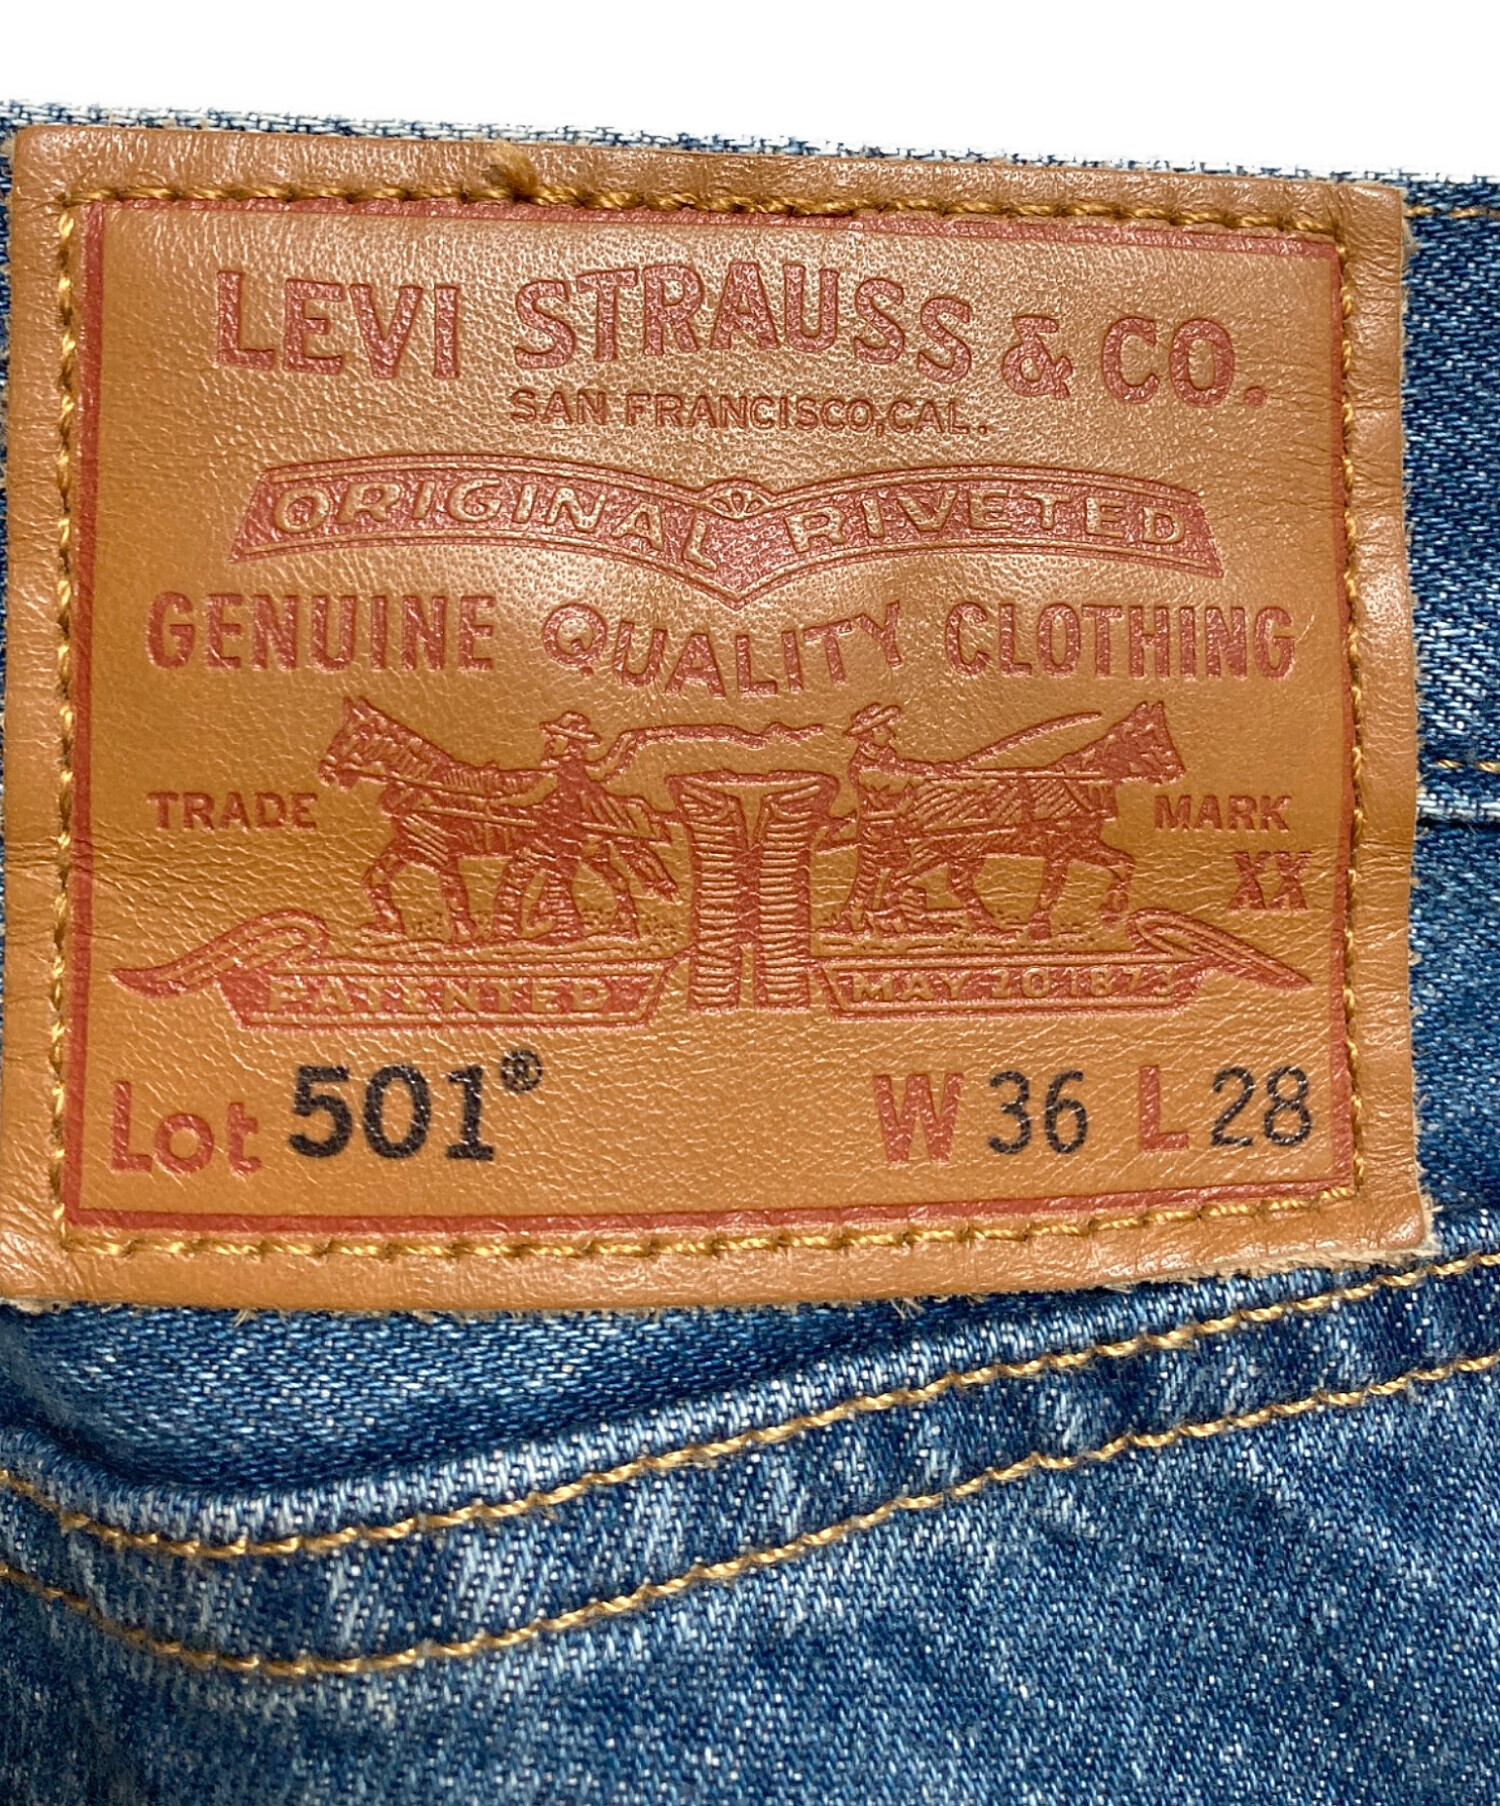 LEVI STRAUSS & CO.
SAN FRANCISCO, CAL.
ORIGINAL RIVETED
GENUINE QUALITY CLOTHING
TRADE MARK
XX
PATENTED MAY 20 1873
Lot 501® W 36 L 28